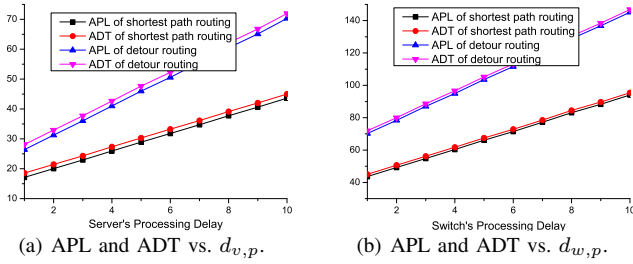 APL of shortest path routing
ADT of shortest path routing
APL of detour routing
ADT of detour routing
70
60
50
40
30
20
10
2
4
6
8
10
Server's Processing Delay
(a) APL and ADT vs. d_{v,p}.
APL of shortest path routing
ADT of shortest path routing
APL of detour routing
ADT of detour routing
140
120
100
80
60
40
2
4
6
8
10
Switch's Processing Delay
(b) APL and ADT vs. d_{w,p}.